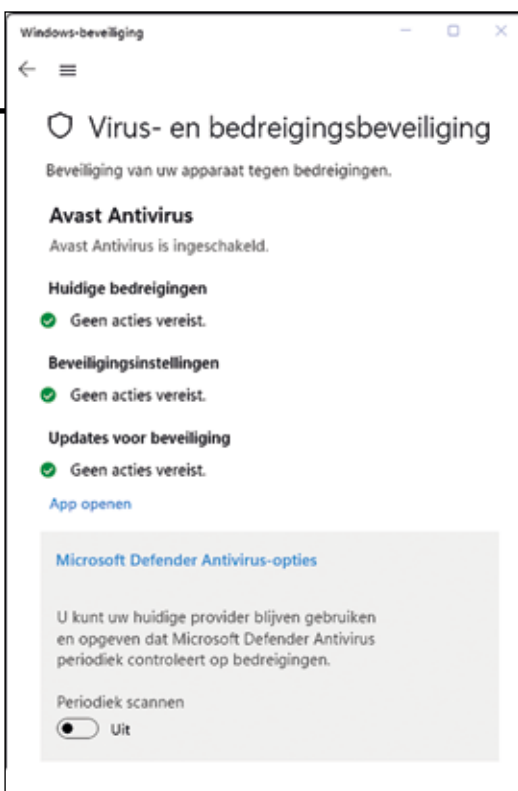 Windows-beveiliging
Virus- en bedreigingsbeveiliging
Beveiliging van uw apparaat tegen bedreigingen.
Avast Antivirus
Avast Antivirus is ingeschakeld.
Huidige bedreigingen
Geen acties vereist.
Beveiligingsinstellingen
Geen acties vereist.
Updates voor beveiliging
Geen acties vereist.
App openen
Microsoft Defender Antivirus-opties
U kunt uw huidige provider blijven gebruiken
en opgeven dat Microsoft Defender Antivirus
periodiek controleert op bedreigingen.
Periodiek scannen
Uit